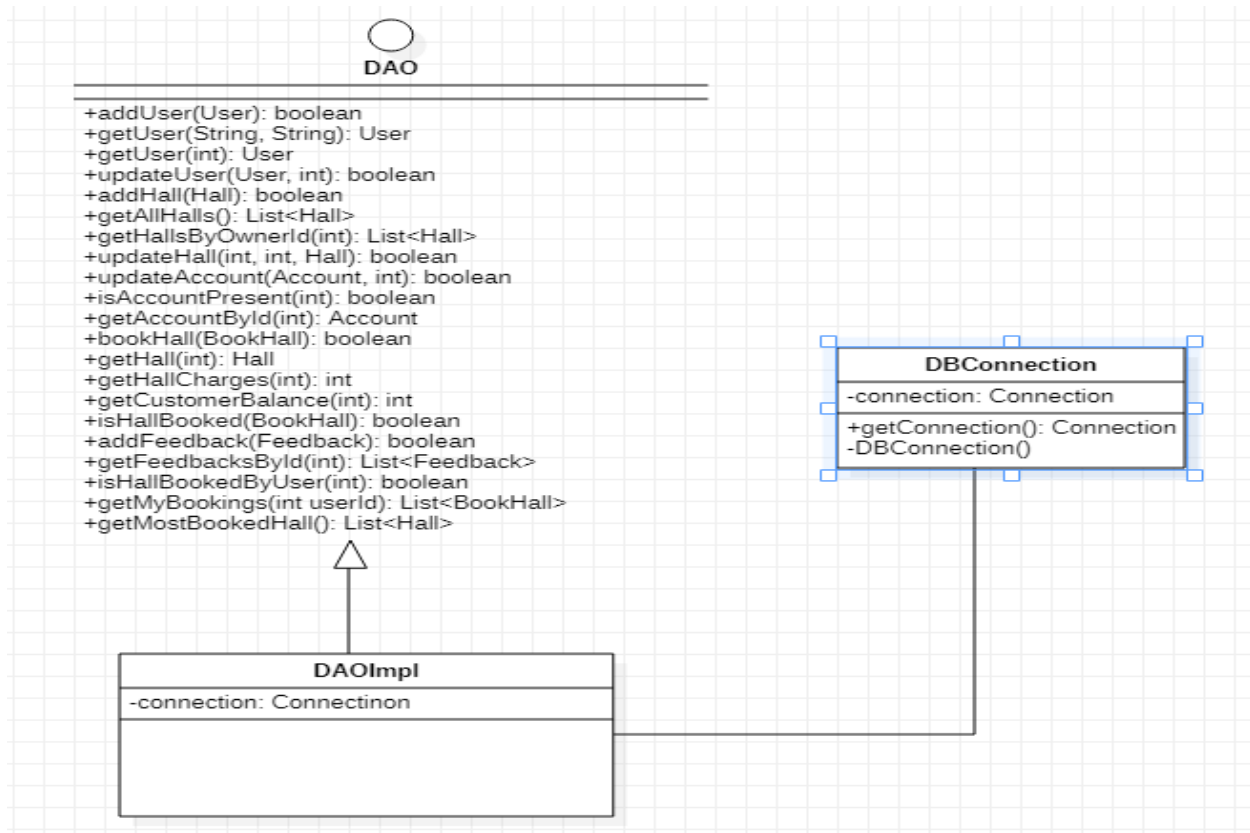 DAO
+addUser(User): boolean
+getUser(String, String): User
+getUser(int): User
+updateUser(User, int): boolean
+addHall(Hall): boolean
+getAllHalls(): List<Hall>
+getHallsByOwnerId(int): List<Hall>
+updateHall(int, int, Hall): boolean
+updateAccount(Account, int): boolean
+isAccountPresent(int): boolean
+getAccountById(int): Account
+bookHall(BookHall): boolean
+getHall(int): Hall
+getHallCharges(int): int
+getCustomerBalance(int): int
+isHallBooked(BookHall): boolean
+addFeedback(Feedback): boolean
+getFeedbacksById(int): List<Feedback>
+isHallBookedByUser(int): boolean
+getMyBookings(int userId): List<BookHall>
+getMostBookedHall(): List<Hall>
DBConnection
-connection: Connection
+getConnection(): Connection
-DBConnection()
DAOImpl
-connection: Connectinon